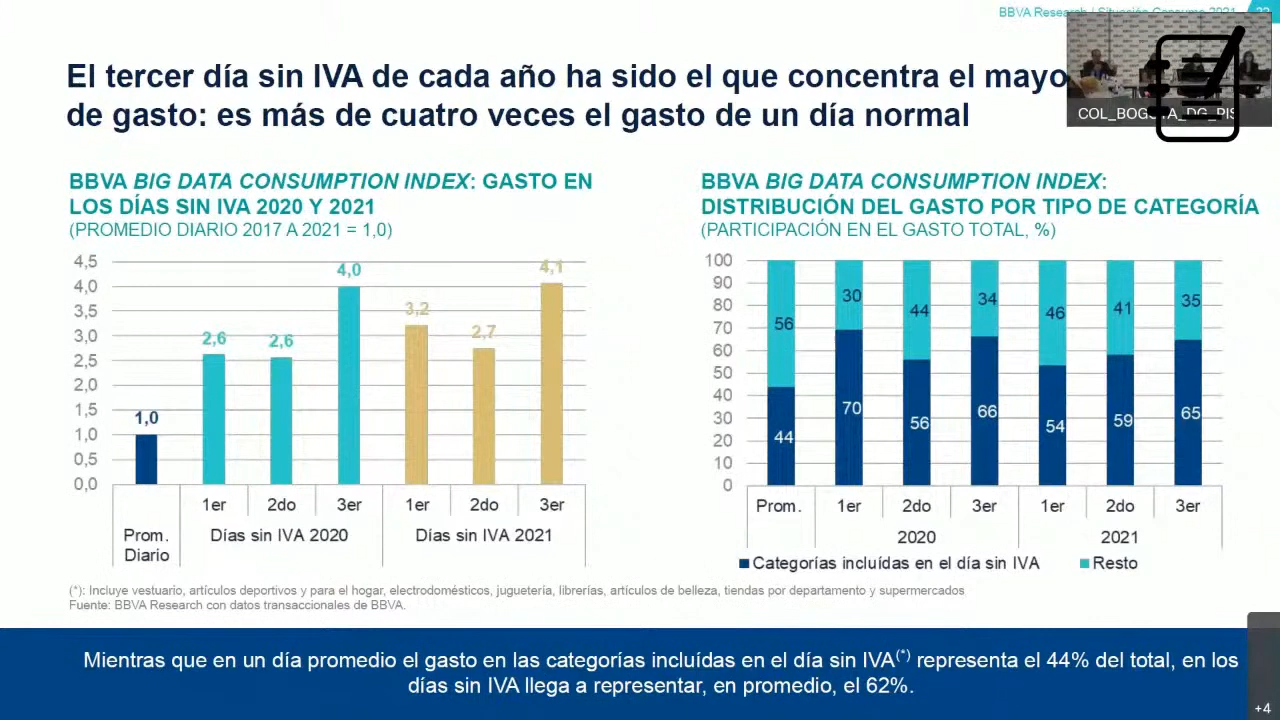 BBVA Research | Situación Consumo 2021
El tercer día sin IVA de cada año ha sido el que concentra el mayo
de gasto: es más de cuatro veces el gasto de un día normal
COL_BOGOTA_DG_PIS
BBVA BIG DATA CONSUMPTION INDEX: GASTO EN
LOS DÍAS SIN IVA 2020 Y 2021
(PROMEDIO DIARIO 2017 A 2021 = 1,0)
4,5
4,0
3,5
3,0
2,5
2,0
1,5
1,0
0,5
0,0
1,0
2,6
2,6
4,0
3,2
2,7
4,1
1er
2do
3er
1er
2do
3er
Prom.
Diario
Días sin IVA 2020
Días sin IVA 2021
BBVA BIG DATA CONSUMPTION INDEX:
DISTRIBUCIÓN DEL GASTO POR TIPO DE CATEGORÍA
(PARTICIPACIÓN EN EL GASTO TOTAL, %)
100
90
80
70
60
50
40
30
20
10
0
56
30
44
34
46
41
35
44
70
56
66
54
59
65
Prom.
1er
2do
3er
1er
2do
3er
2020
2021
Categorías incluídas en el día sin IVA
Resto
(*): Incluye vestuario, artículos deportivos y para el hogar, electrodomésticos, juguetería, librerías, artículos de belleza, tiendas por departamento y supermercados
Fuente: BBVA Research con datos transaccionales de BBVA.
Mientras que en un día promedio el gasto en las categorías incluídas en el día sin IVA(*) representa el 44% del total, en los
días sin IVA llega a representar, en promedio, el 62%.
+4